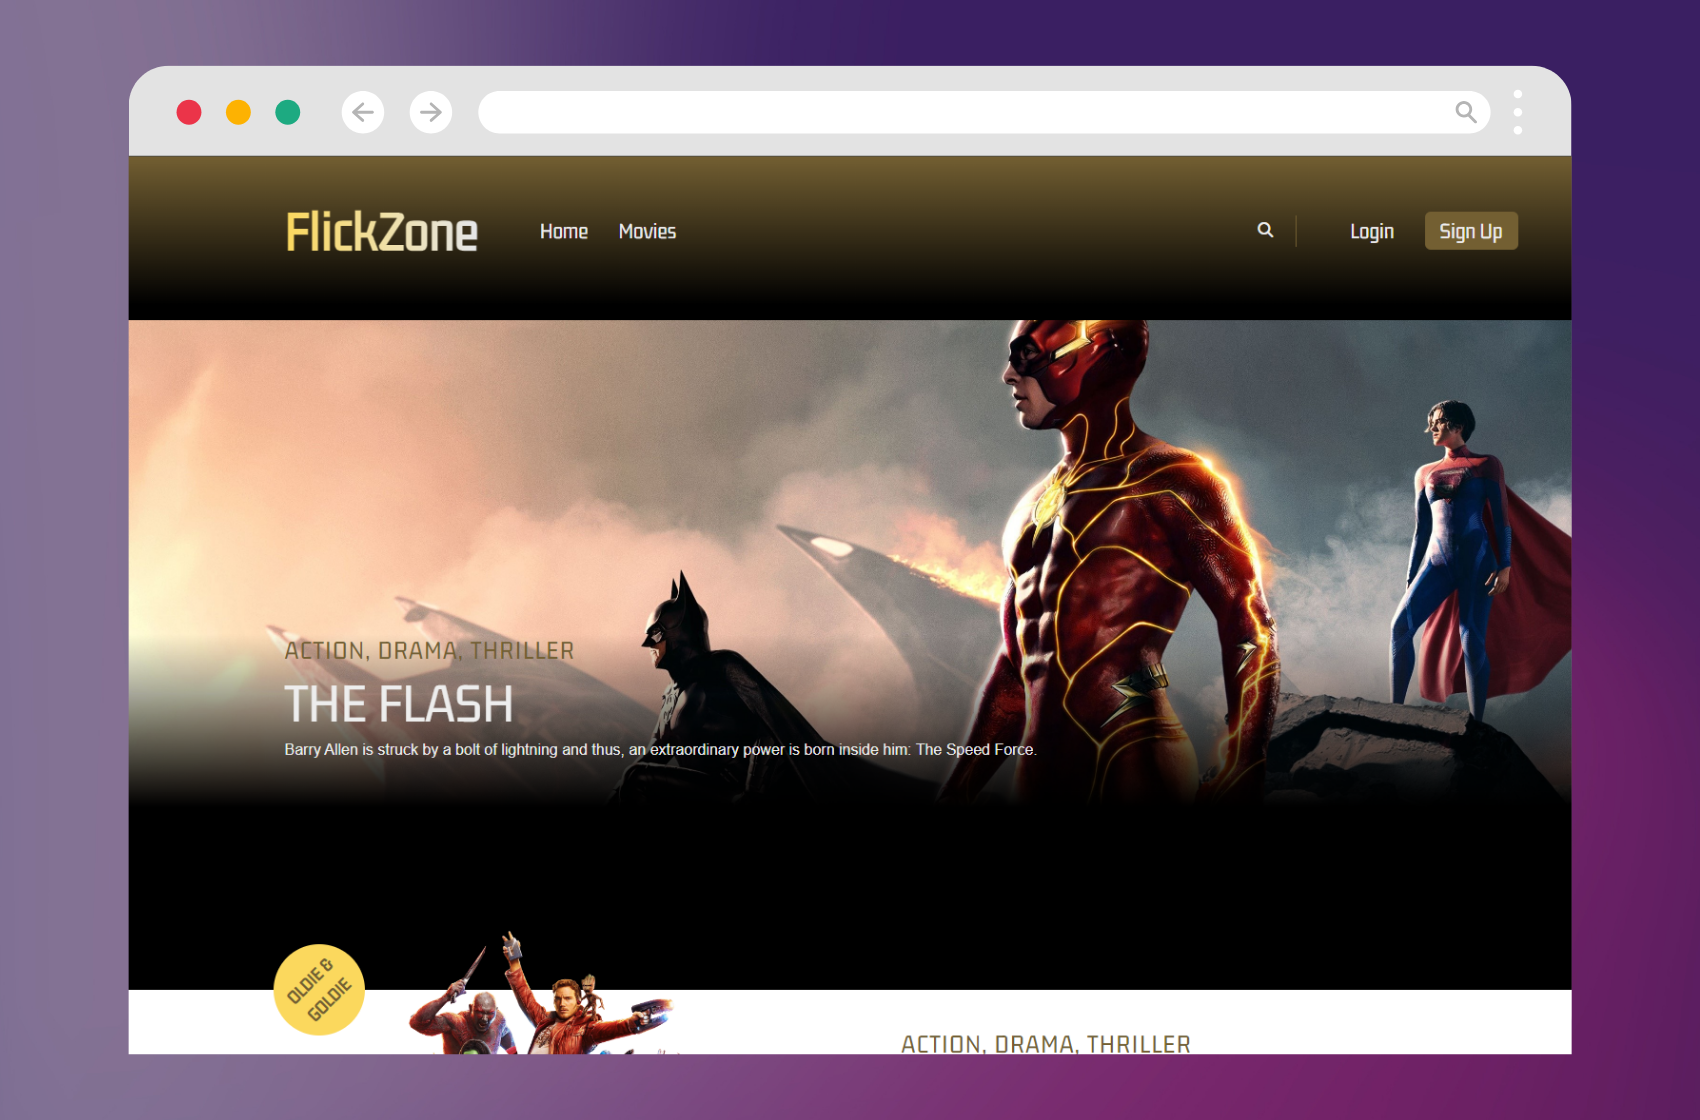 FlickZone
Home
Movies
Login
Sign Up
ACTION, DRAMA, THRILLER
THE FLASH
Barry Allen is struck by a bolt of lightning and thus, an extraordinary power is born inside him: The Speed Force.
OLDIE &
GOLDIE
ACTION, DRAMA, THRILLER